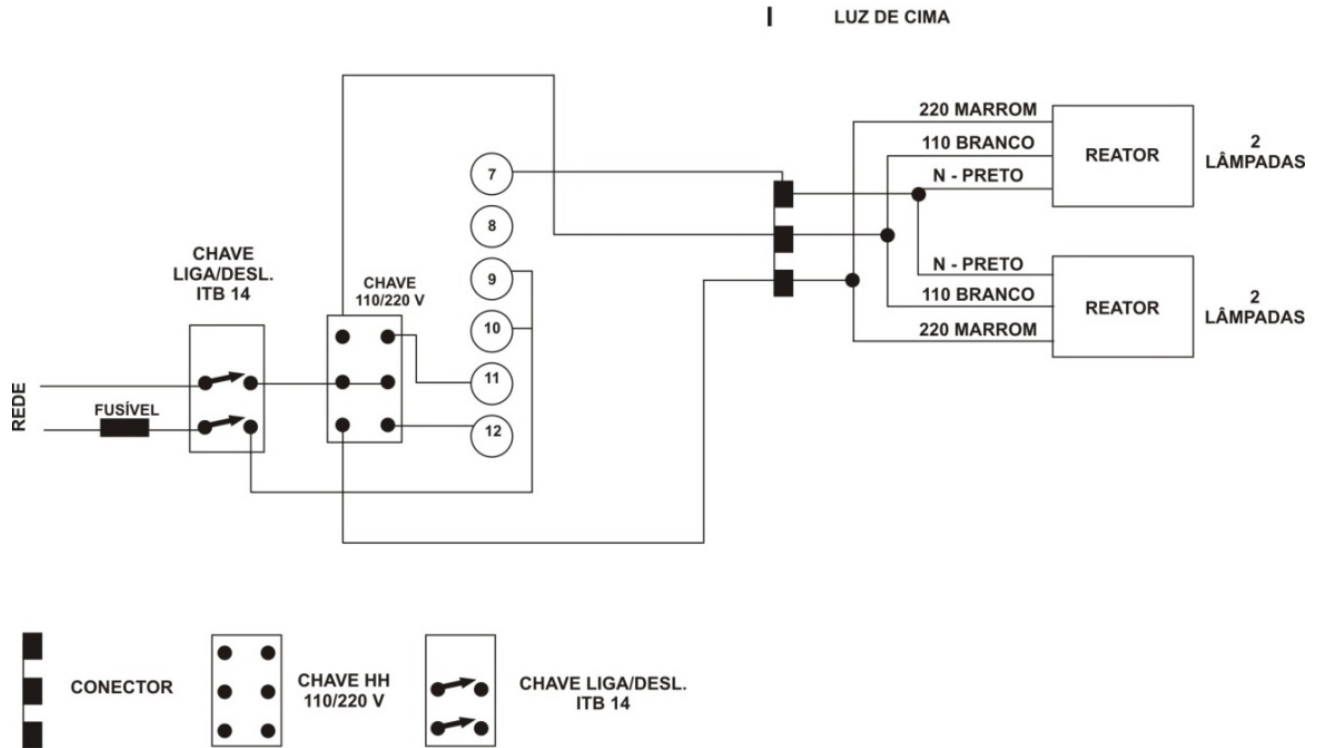 I LUZ DE CIMA
220 MARROM
110 BRANCO
N - PRETO
REATOR
2
LÂMPADAS
N - PRETO
110 BRANCO
220 MARROM
REATOR
2
LÂMPADAS
7
8
9
10
11
12
CHAVE
LIGA/DESL.
ITB 14
CHAVE
110/220 V
REDE
FUSÍVEL
CONECTOR
CHAVE HH
110/220 V
CHAVE LIGA/DESL.
ITB 14